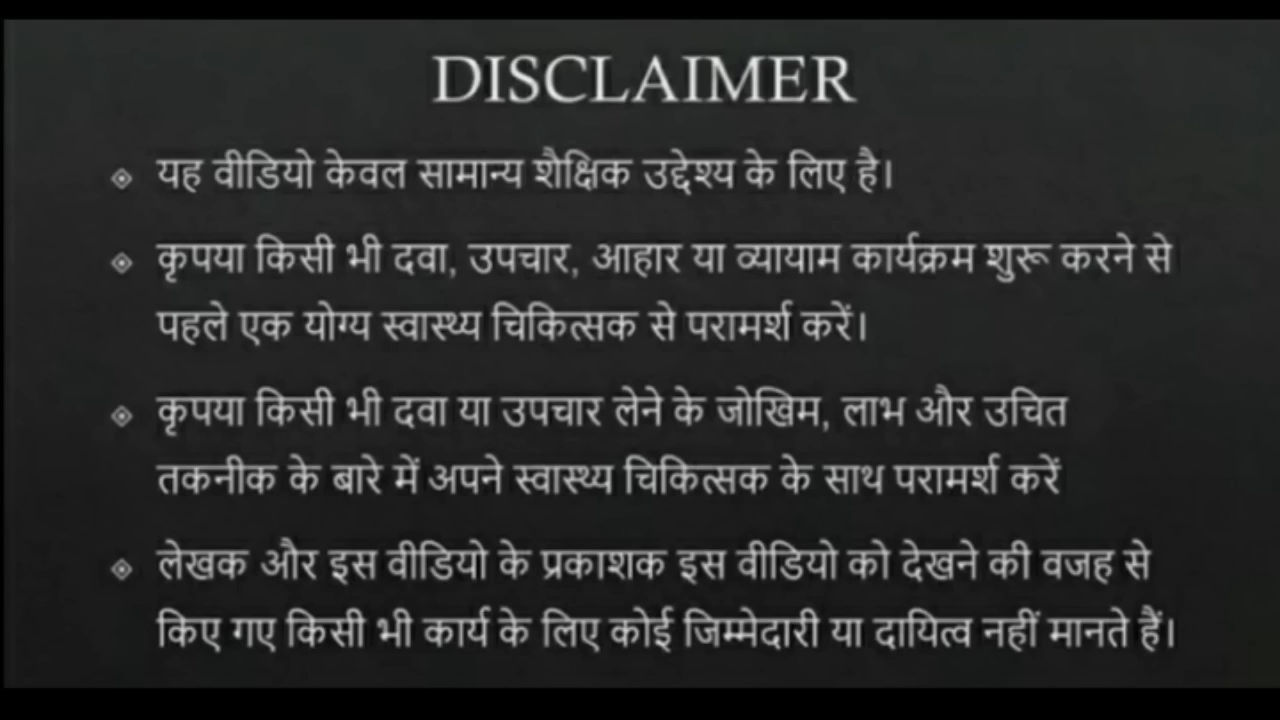 DISCLAIMER
यह वीडियो केवल सामान्य शैक्षिक उद्देश्य के लिए है।
कृपया किसी भी दवा, उपचार, आहार या व्यायाम कार्यक्रम शुरू करने से
पहले एक योग्य स्वास्थ्य चिकित्सक से परामर्श करें।
कृपया किसी भी दवा या उपचार लेने के जोखिम, लाभ और उचित
तकनीक के बारे में अपने स्वास्थ्य चिकित्सक के साथ परामर्श करें
लेखक और इस वीडियो के प्रकाशक इस वीडियो को देखने की वजह से
किए गए किसी भी कार्य के लिए कोई जिम्मेदारी या दायित्व नहीं मानते हैं।